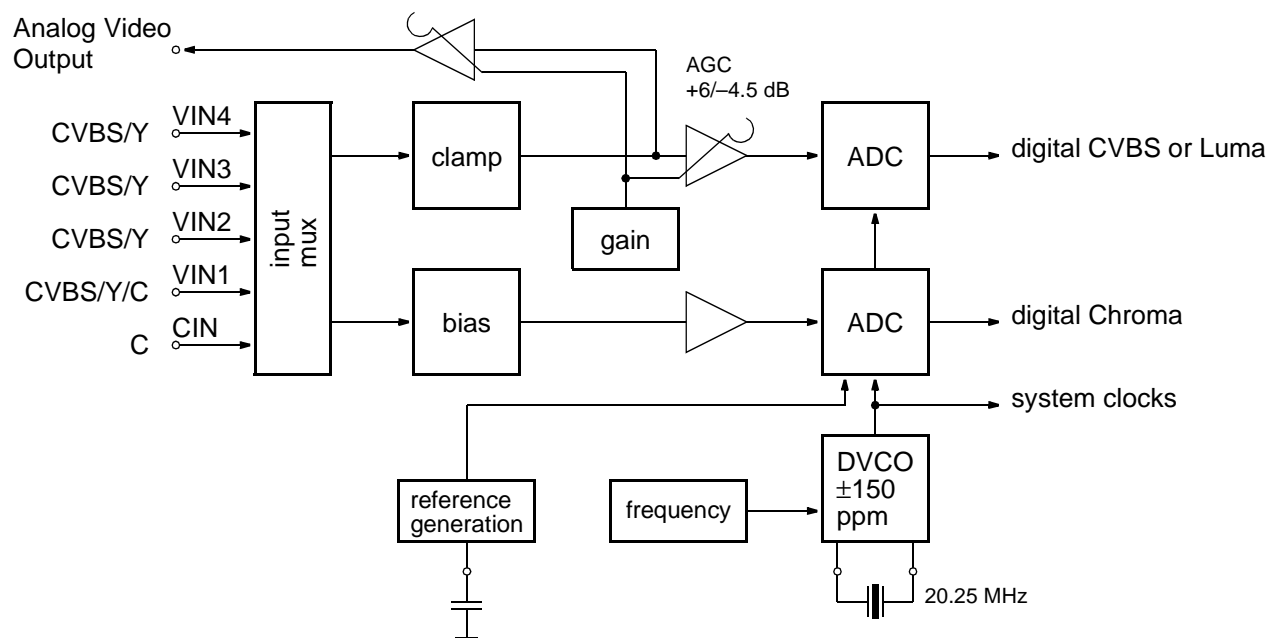 Analog Video
Output
AGC
+6/–4.5 dB
CVBS/Y
VIN4
CVBS/Y
VIN3
CVBS/Y
VIN2
CVBS/Y/C
VIN1
C
CIN
input
mux
clamp
gain
ADC
digital CVBS or Luma
bias
ADC
digital Chroma
system clocks
reference
generation
frequency
DVCO
±150
ppm
20.25 MHz